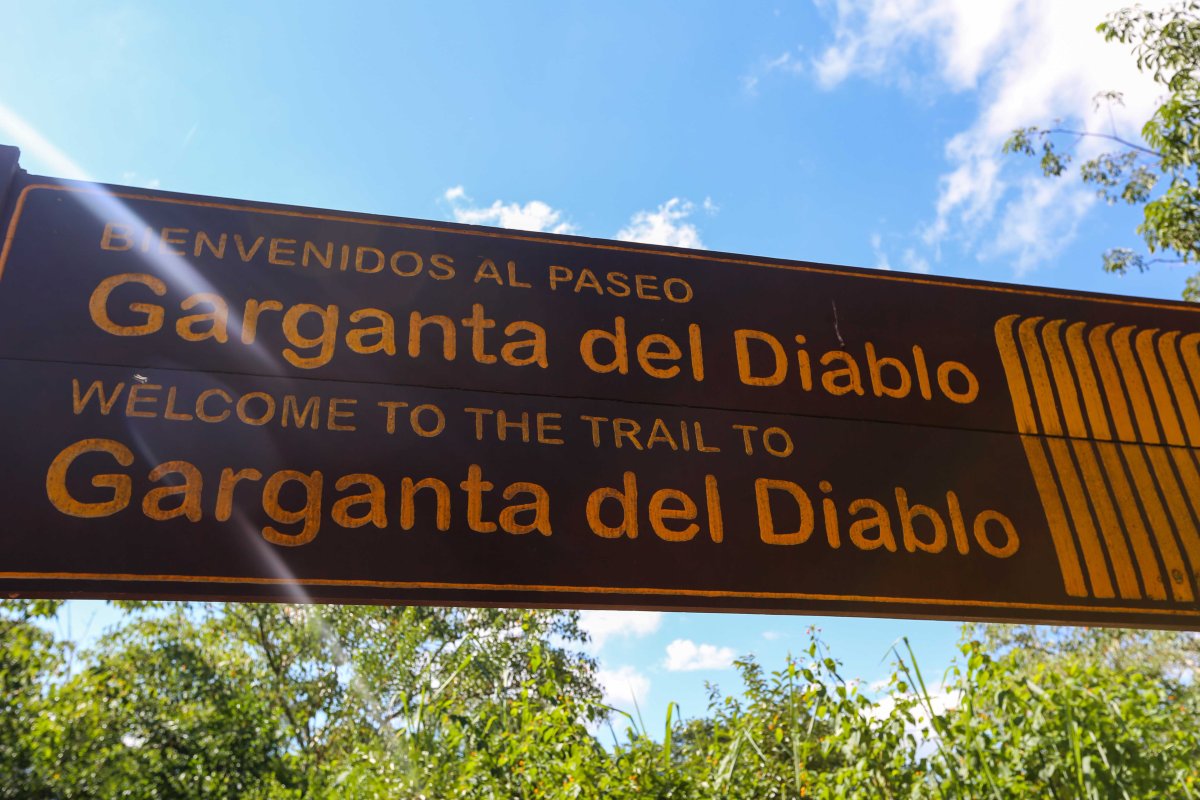 BIENVENIDOS AL PASEO
Garganta del Diablo
WELCOME TO THE TRAIL TO
Garganta del Diablo